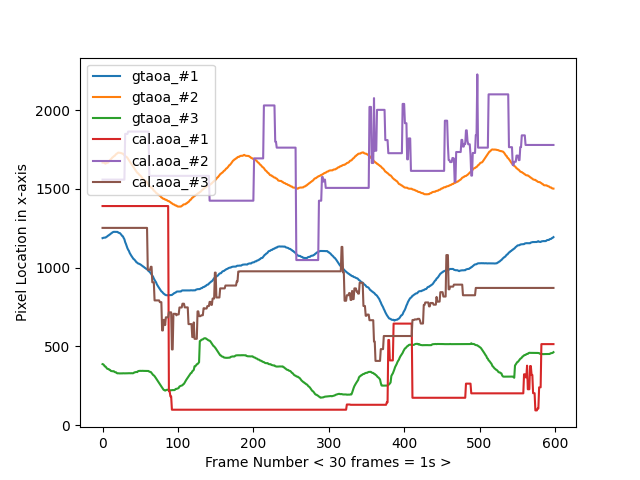 gtaoa_#1
gtaoa_#2
gtaoa_#3
cal.aoa_#1
cal.aoa_#2
cal.aoa_#3
2000
1500
1000
500
0
Pixel Location in x-axis
0 100 200 300 400 500 600
Frame Number < 30 frames = 1s >